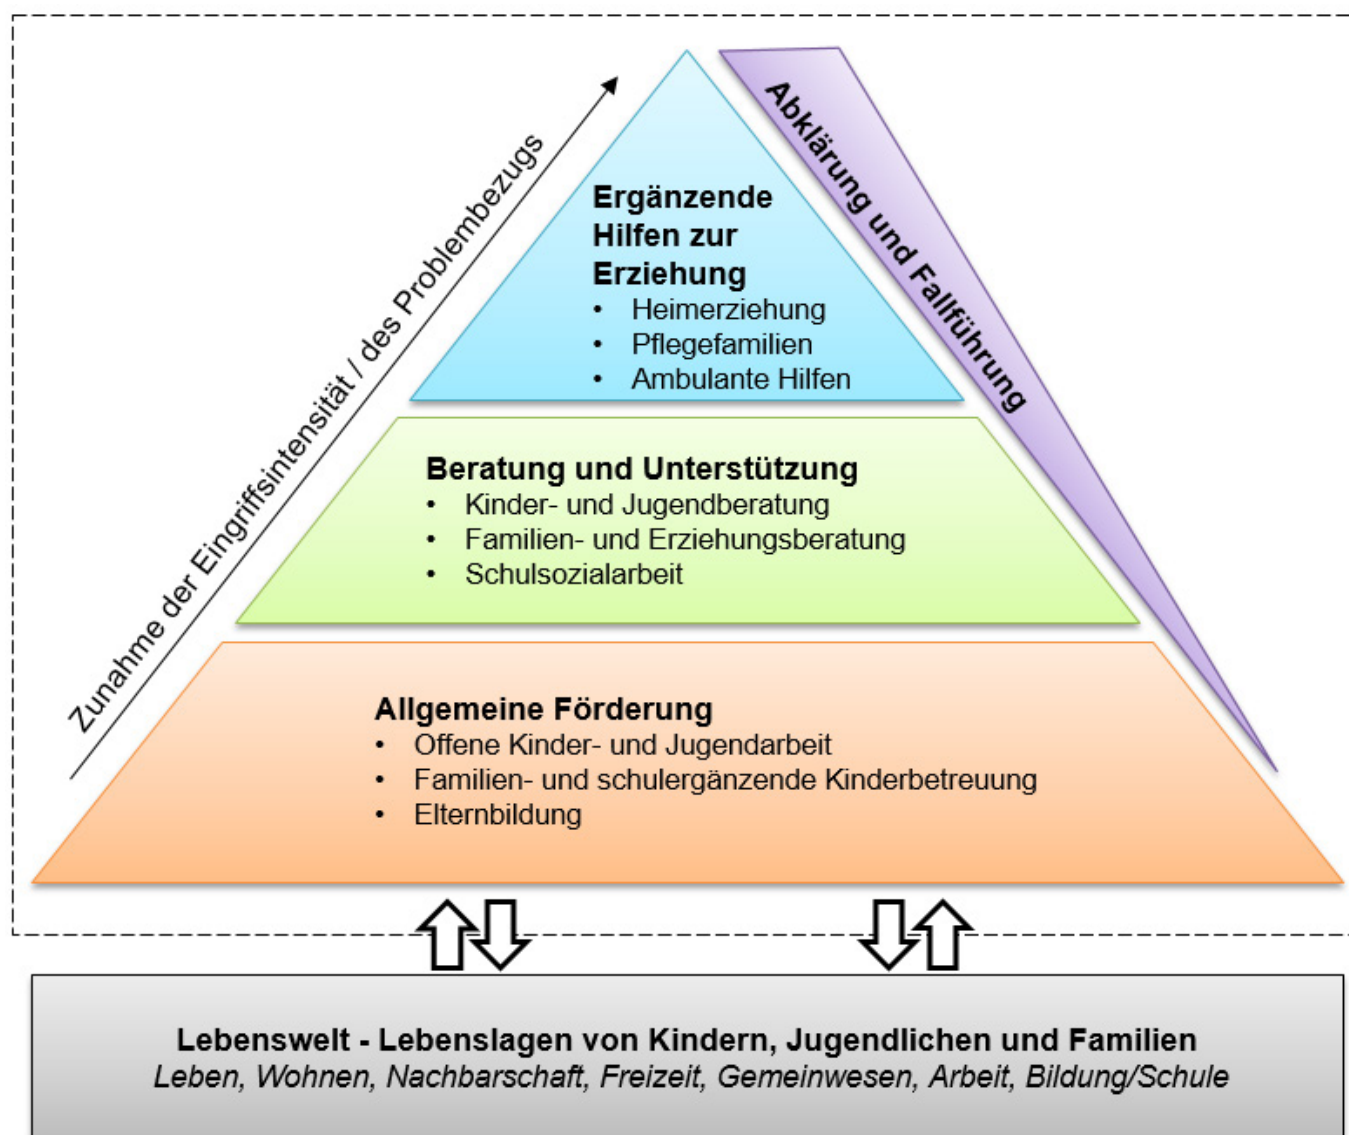 Zunahme der Eingriffsintensität / des Problembezugs
Abklärung und Fallführung
Ergänzende
Hilfen zur
Erziehung
• Heimerziehung
• Pflegefamilien
• Ambulante Hilfen
Beratung und Unterstützung
• Kinder- und Jugendberatung
• Familien- und Erziehungsberatung
• Schulsozialarbeit
Allgemeine Förderung
• Offene Kinder- und Jugendarbeit
• Familien- und schulergänzende Kinderbetreuung
• Elternbildung
Lebenswelt - Lebenslagen von Kindern, Jugendlichen und Familien
Leben, Wohnen, Nachbarschaft, Freizeit, Gemeinwesen, Arbeit, Bildung/Schule